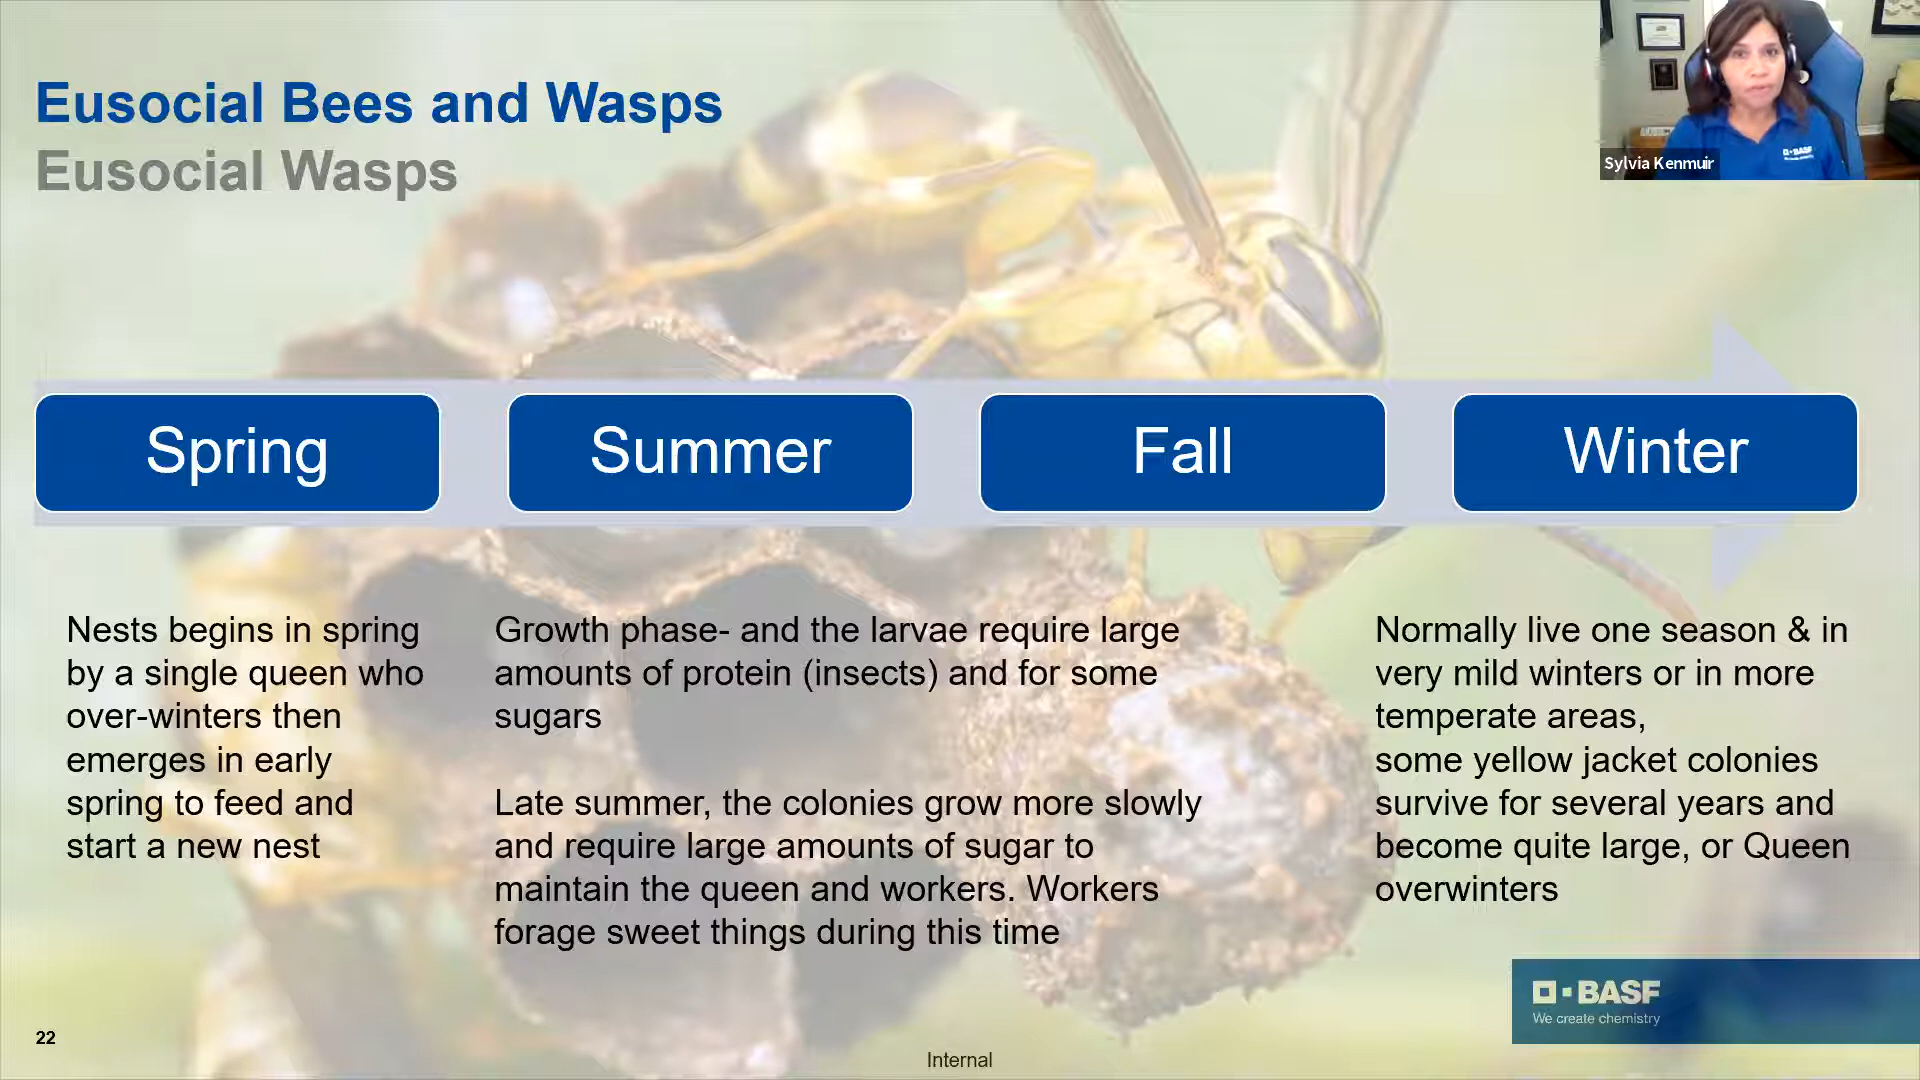 Eusocial Bees and Wasps
Eusocial Wasps
Sylvia Kenmuir
BASF
Spring
Summer
Fall
Winter
Nests begins in spring
by a single queen who
over-winters then
emerges in early
spring to feed and
start a new nest
Growth phase- and the larvae require large
amounts of protein (insects) and for some
sugars
Late summer, the colonies grow more slowly
and require large amounts of sugar to
maintain the queen and workers. Workers
forage sweet things during this time
Normally live one season & in
very mild winters or in more
temperate areas,
some yellow jacket colonies
survive for several years and
become quite large, or Queen
overwinters
BASF
We create chemistry
22
Internal